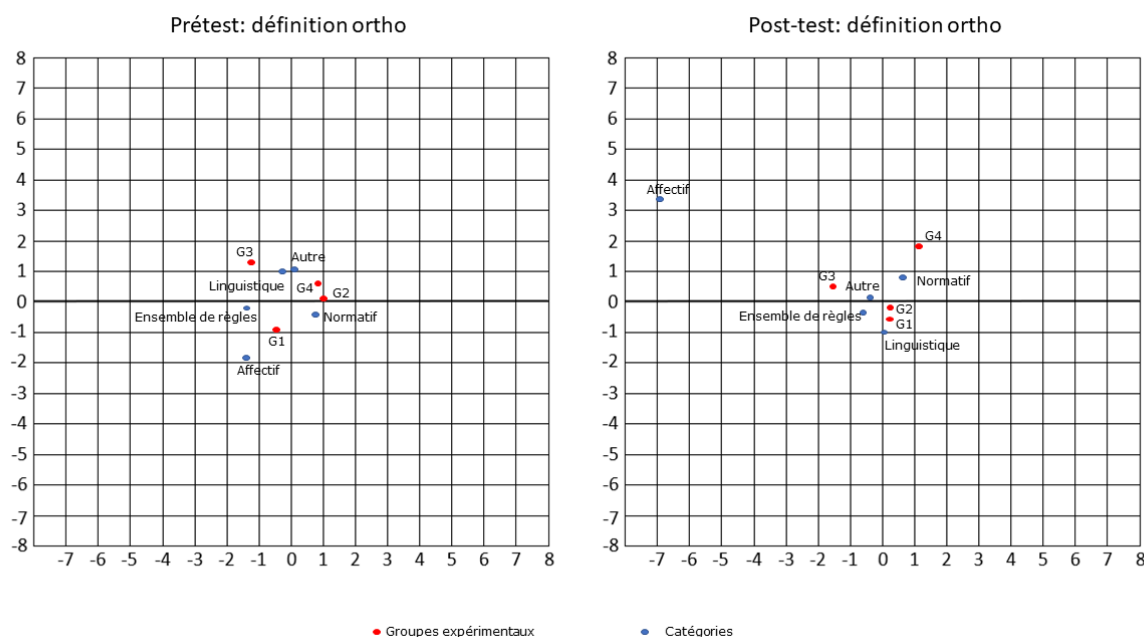 Prétest: définition ortho
8
7
6
5
4
3
2
1
0
-1
-2
-3
-4
-5
-6
-7
-8
G3
Autre
Linguistique
G4
G2
Ensemble de règles
Normatif
G1
Affectif
-7 -6 -5 -4 -3 -2 -1 0 1 2 3 4 5 6 7 8
Post-test: définition ortho
8
7
6
5
4
3
2
1
0
-1
-2
-3
-4
-5
-6
-7
-8
Affectif
G4
G3
Autre
Normatif
Ensemble de règles
G2
G1
Linguistique
-7 -6 -5 -4 -3 -2 -1 0 1 2 3 4 5 6 7 8
Groupes expérimentaux
Catégories